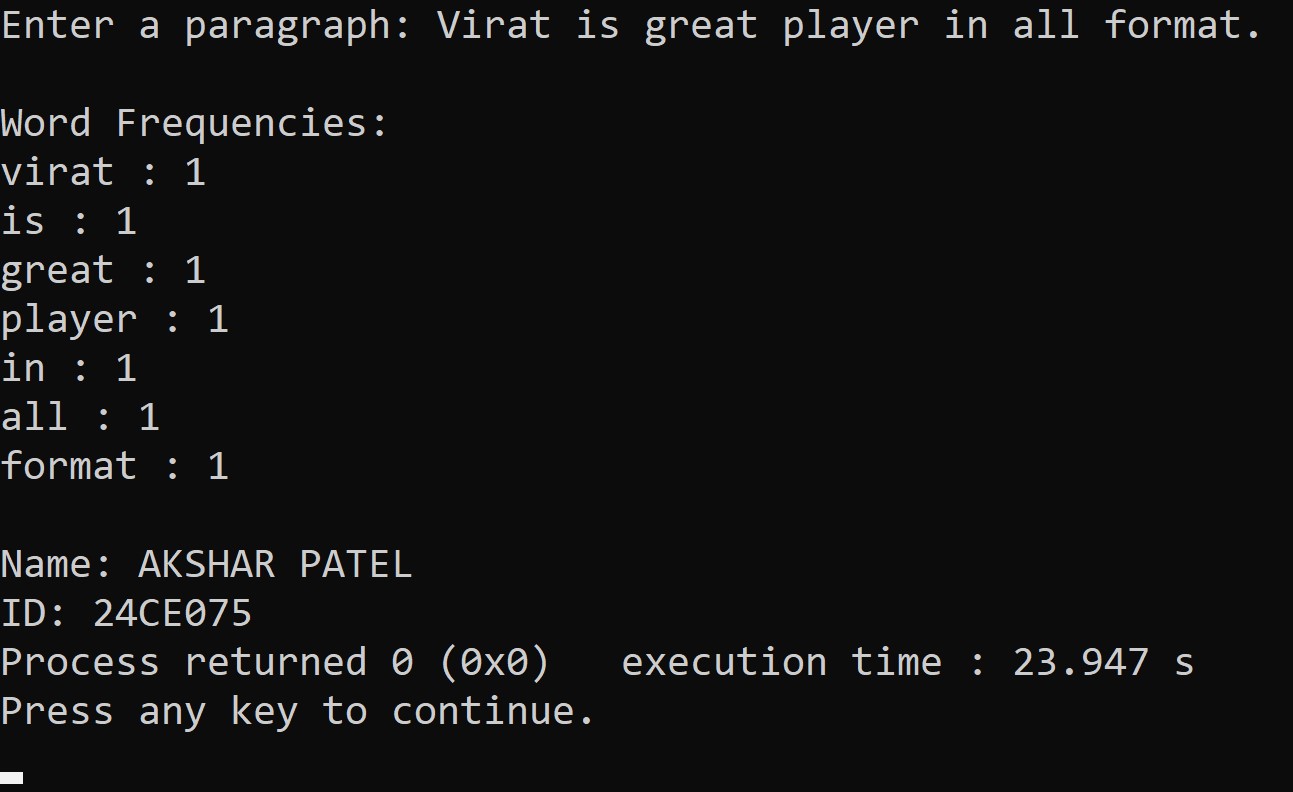 Enter a paragraph: Virat is great player in all format.
Word Frequencies:
virat : 1
is : 1
great : 1
player : 1
in : 1
all : 1
format : 1
Name: AKSHAR PATEL
ID: 24CE075
Process returned 0 (0x0)   execution time : 23.947 s
Press any key to continue.